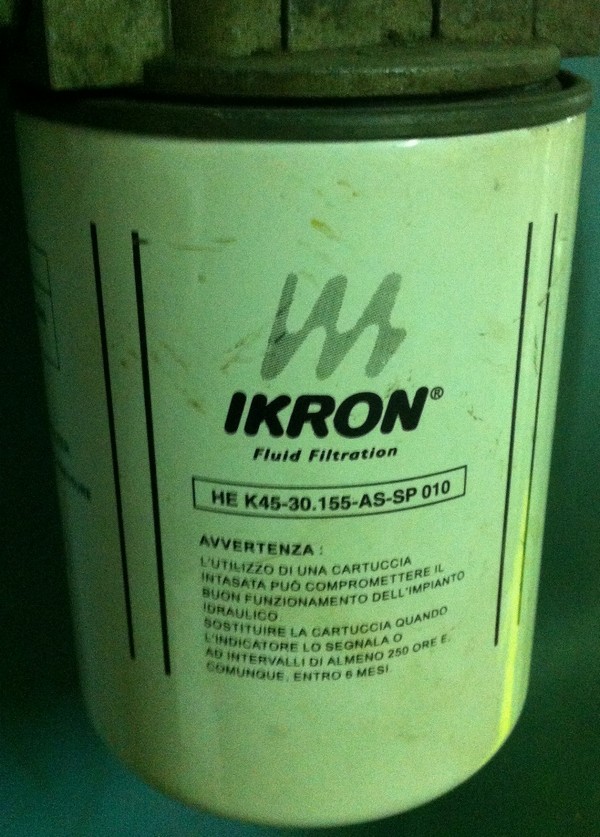 IKRON®
Fluid Filtration
HE K45-30.155-AS-SP 010
AVVERTENZA :
L'UTILIZZO DI UNA CARTUCCIA
INTASATA PUÒ COMPROMETTERE IL
BUON FUNZIONAMENTO DELL'IMPIANTO
IDRAULICO
SOSTITUIRE LA CARTUCCIA QUANDO
L'INDICATORE LO SEGNALA O
AD INTERVALLI DI ALMENO 250 ORE E,
COMUNQUE, ENTRO 6 MESI.